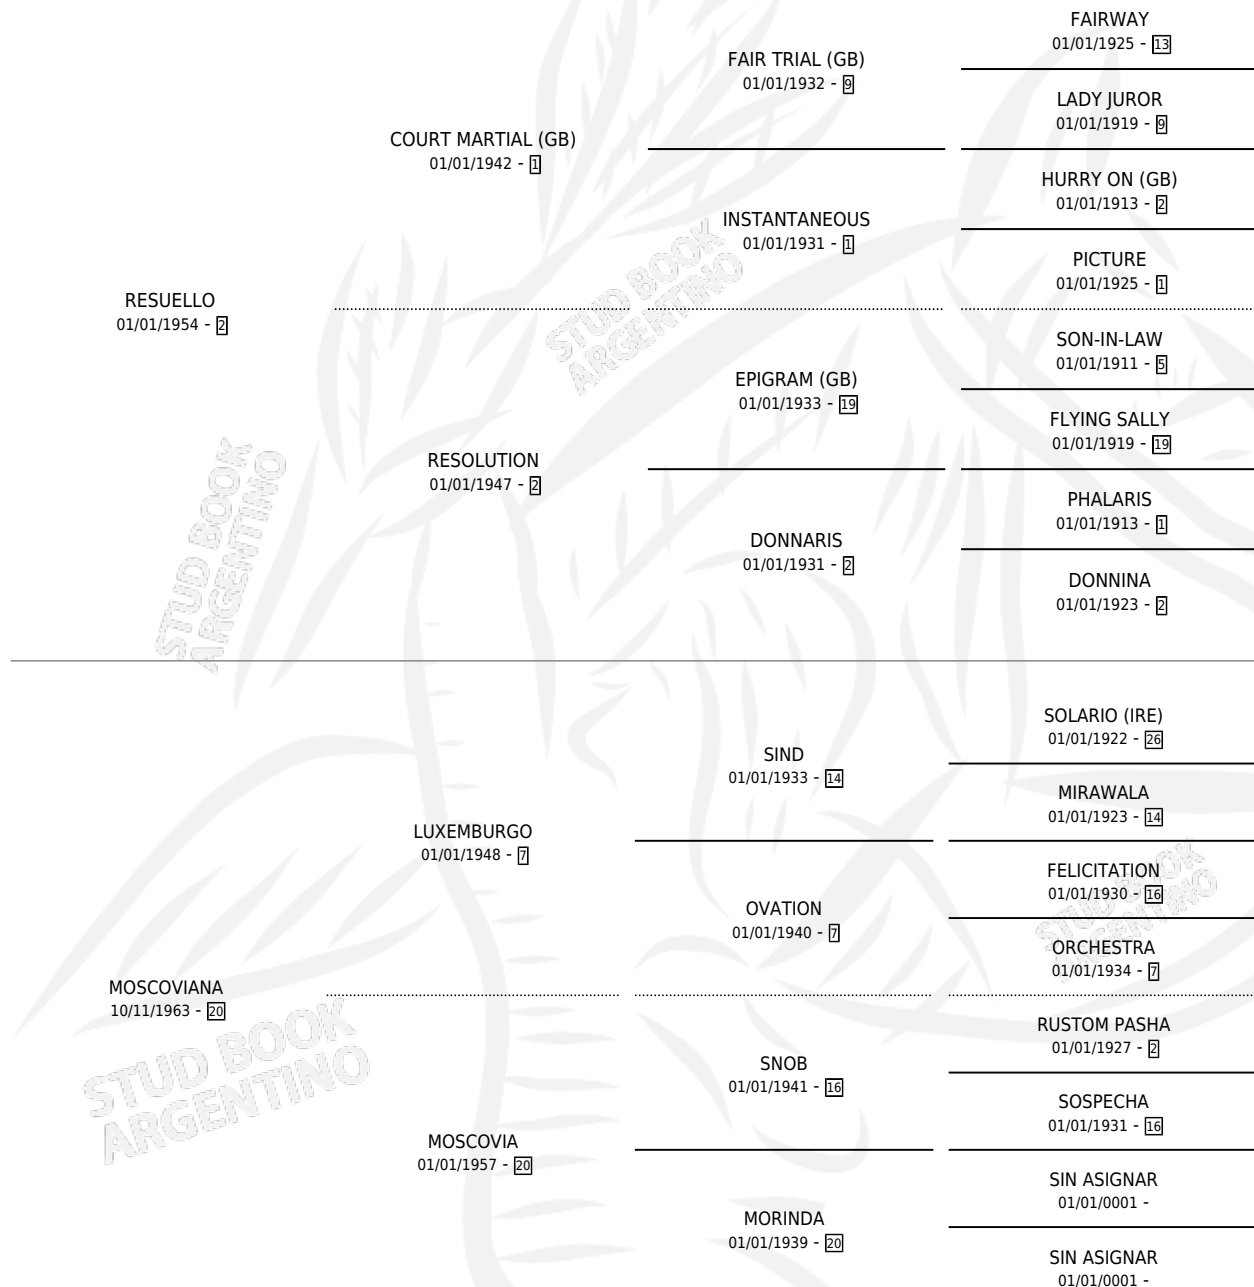 FAIRWAY
01/01/1925 - 13
FAIR TRIAL (GB)
01/01/1932 - 9
LADY JUROR
01/01/1919 - 9
COURT MARTIAL (GB)
01/01/1942 - 1
HURRY ON (GB)
01/01/1913 - 2
INSTANTANEOUS
01/01/1931 - 1
PICTURE
01/01/1925 - 1
RESUELLO
01/01/1954 - 2
STUD BOOK
ARGENTINO
SON-IN-LAW
01/01/1911 - 5
EPIGRAM (GB)
01/01/1933 - 19
FLYING SALLY
01/01/1919 - 19
RESOLUTION
01/01/1947 - 2
PHALARIS
01/01/1913 - 1
DONNARIS
01/01/1931 - 2
DONNINA
01/01/1923 - 2
STUD BOOK
ARGENTINO
SOLARIO (IRE)
01/01/1922 - 26
SIND
01/01/1933 - 14
MIRAWALA
01/01/1923 - 14
LUXEMBURGO
01/01/1948 - 7
FELICITATION
01/01/1930 - 16
OVATION
01/01/1940 - 7
STUD BOOK
ARGENTINO
ORCHESTRA
01/01/1934 - 7
MOSCOVIANA
10/11/1963 - 20
STUD BOOK
ARGENTINO
RUSTOM PASHA
01/01/1927 - 2
SNOB
01/01/1941 - 16
SOSPECHA
01/01/1931 - 16
MOSCOVIA
01/01/1957 - 20
SIN ASIGNAR
01/01/0001 -
MORINDA
01/01/1939 - 20
SIN ASIGNAR
01/01/0001 -